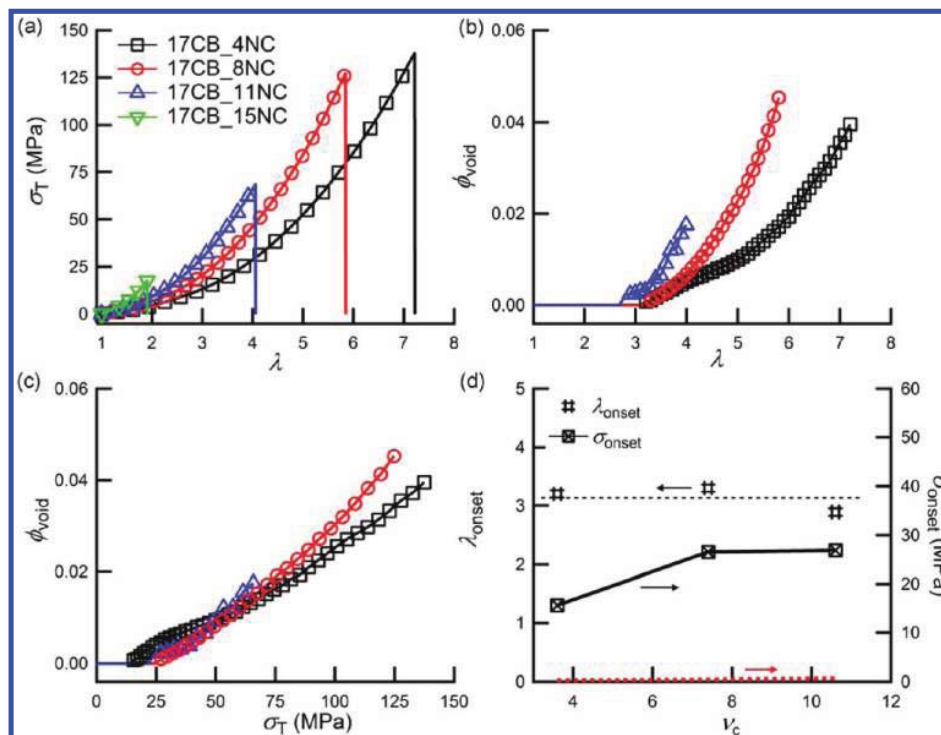 (a)
150
125
100
75
50
25
0
σT (MPa)
17CB_4NC
17CB_8NC
17CB_11NC
17CB_15NC
1 2 3 4 5 6 7 8
λ
(b)
0.06
0.04
0.02
0.00
ϕvoid
1 2 3 4 5 6 7 8
λ
(c)
0.06
0.04
0.02
0.00
ϕvoid
0 25 50 75 100 125 150
σT (MPa)
(d)
5
4
3
2
1
0
λonset
λonset
σonset
60
50
40
30
20
10
0
σonset (MPa)
4 6 8 10 12
νc